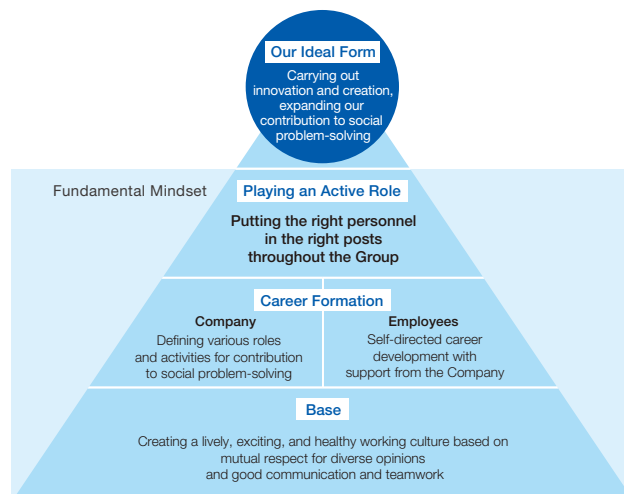 Our Ideal Form
Carrying out
innovation and creation,
expanding our
contribution to social
problem-solving
Fundamental Mindset
Playing an Active Role
Putting the right personnel
in the right posts
throughout the Group
Career Formation
Company
Defining various roles
and activities for contribution
to social problem-solving
Employees
Self-directed career
development with
support from the Company
Base
Creating a lively, exciting, and healthy working culture based on
mutual respect for diverse opinions
and good communication and teamwork